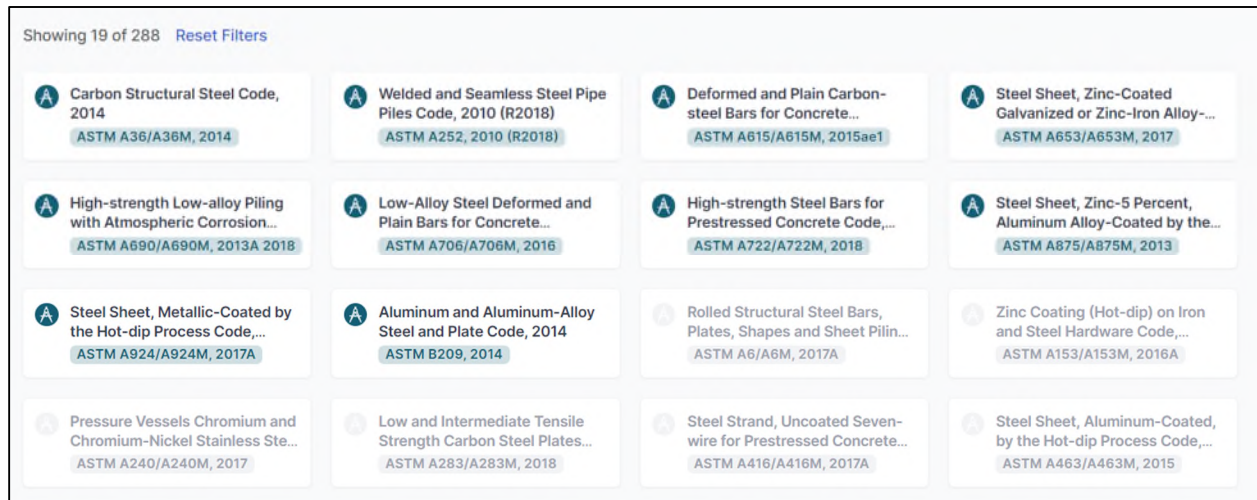 Showing 19 of 288 Reset Filters
Carbon Structural Steel Code,
2014
ASTM A36/A36M, 2014
Welded and Seamless Steel Pipe
Piles Code, 2010 (R2018)
ASTM A252, 2010 (R2018)
Deformed and Plain Carbon-
steel Bars for Concrete...
ASTM A615/A615M, 2015ae1
Steel Sheet, Zinc-Coated
Galvanized or Zinc-Iron Alloy-...
ASTM A653/A653M, 2017
High-strength Low-alloy Piling
with Atmospheric Corrosion...
ASTM A690/A690M, 2013A 2018
Low-Alloy Steel Deformed and
Plain Bars for Concrete...
ASTM A706/A706M, 2016
High-strength Steel Bars for
Prestressed Concrete Code,...
ASTM A722/A722M, 2018
Steel Sheet, Zinc-5 Percent,
Aluminum Alloy-Coated by the...
ASTM A875/A875M, 2013
Steel Sheet, Metallic-Coated by
the Hot-dip Process Code,...
ASTM A924/A924M, 2017A
Aluminum and Aluminum-Alloy
Steel and Plate Code, 2014
ASTM B209, 2014
Rolled Structural Steel Bars,
Plates, Shapes and Sheet Pilin...
ASTM A6/A6M, 2017A
Zinc Coating (Hot-dip) on Iron
and Steel Hardware Code,...
ASTM A153/A153M, 2016A
Pressure Vessels Chromium and
Chromium-Nickel Stainless Ste...
ASTM A240/A240M, 2017
Low and Intermediate Tensile
Strength Carbon Steel Plates...
ASTM A283/A283M, 2018
Steel Strand, Uncoated Seven-
wire for Prestressed Concrete...
ASTM A416/A416M, 2017A
Steel Sheet, Aluminum-Coated,
by the Hot-dip Process Code,...
ASTM A463/A463M, 2015